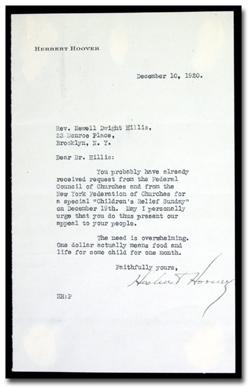 HERBERT HOOVER
December 10, 1920.
Rev. Newell Dwight Hillis,
23 Monroe Place,
Brooklyn, N. Y.
Dear Dr. Hillis:
You probably have already
received request from the Federal
Council of Churches and from the
New York Federation of Churches for
a special "Children's Relief Sunday"
on December 19th. May I personally
urge that you do thus present our
appeal to your people.
The need is overwhelming.
One dollar actually means food and
life for some child for one month.
Faithfully yours,
Herbert Hoover
HH:P